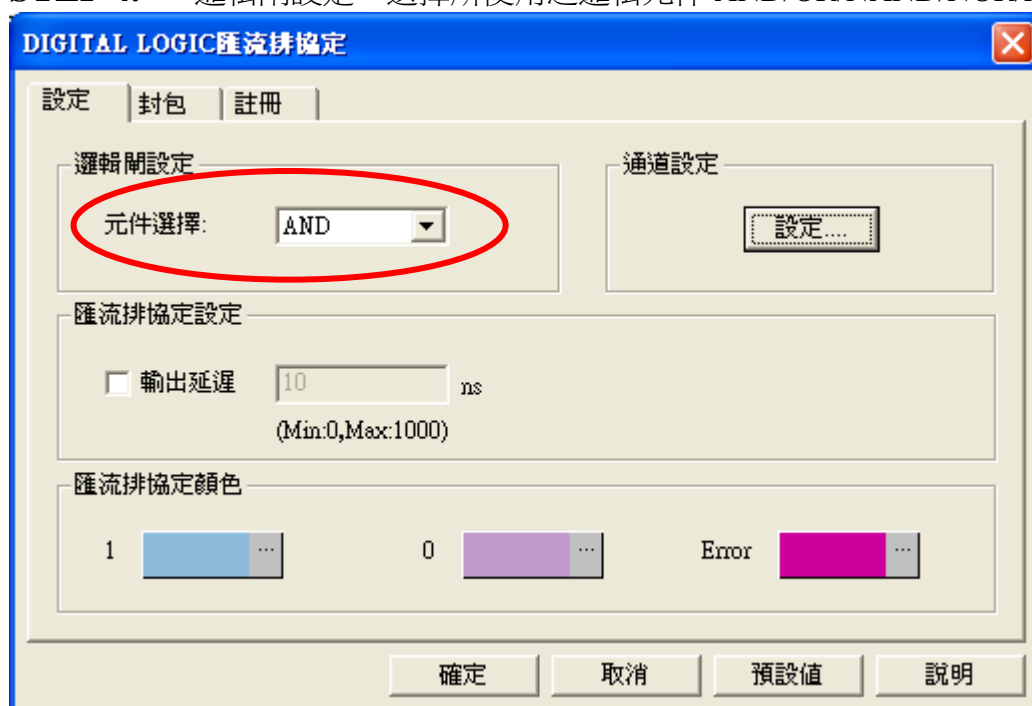 DIGITAL LOGIC匯流排協定
設定 封包 註冊
邏輯閘設定
元件選擇: AND
通道設定
設定....
匯流排協定設定
輸出延遲 10 ns
(Min:0,Max:1000)
匯流排協定顏色
1 ... 0 ... Error ...
確定 取消 預設值 説明